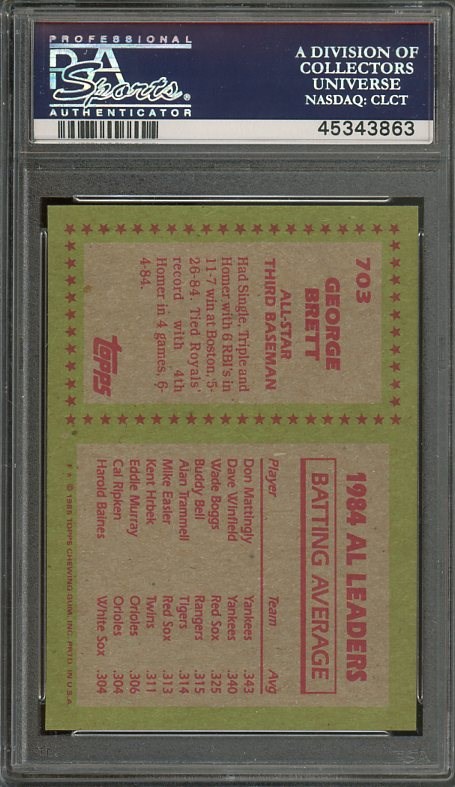 PROFESSIONAL
PSA
Sports®
AUTHENTICATOR
A DIVISION OF
COLLECTORS
UNIVERSE
NASDAQ: CLCT
45343863
703
GEORGE
BRETT
ALL-STAR
THIRD BASEMAN
Had Single, Triple and
Homer with 6 RBI's in
11-7 win at Boston, 5-
26-84. Tied Royals'
record with 4th
Homer in 4 games, 6-
4-84.
topps
1984 AL LEADERS
BATTING AVERAGE
Player Team Avg
Don Mattingly Yankees .343
Dave Winfield Yankees .340
Wade Boggs Red Sox .325
Buddy Bell Rangers .315
Alan Trammell Tigers .314
Mike Easler Red Sox .313
Kent Hrbek Twins .311
Eddie Murray Orioles .306
Cal Ripken Orioles .304
Harold Baines White Sox .304
© 1985 TOPPS CHEWING GUM, INC. PRTD. IN U.S.A.